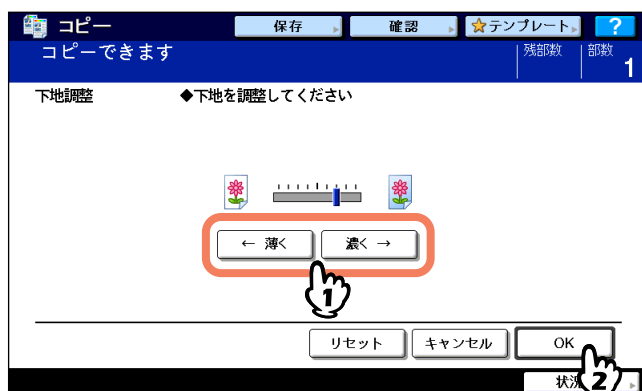 コピー 保存 確認 テンプレート ?
コピーできます 残部数 部数 1
下地調整 ◆下地を調整してください
← 薄く 濃く →
1
リセット キャンセル OK
2